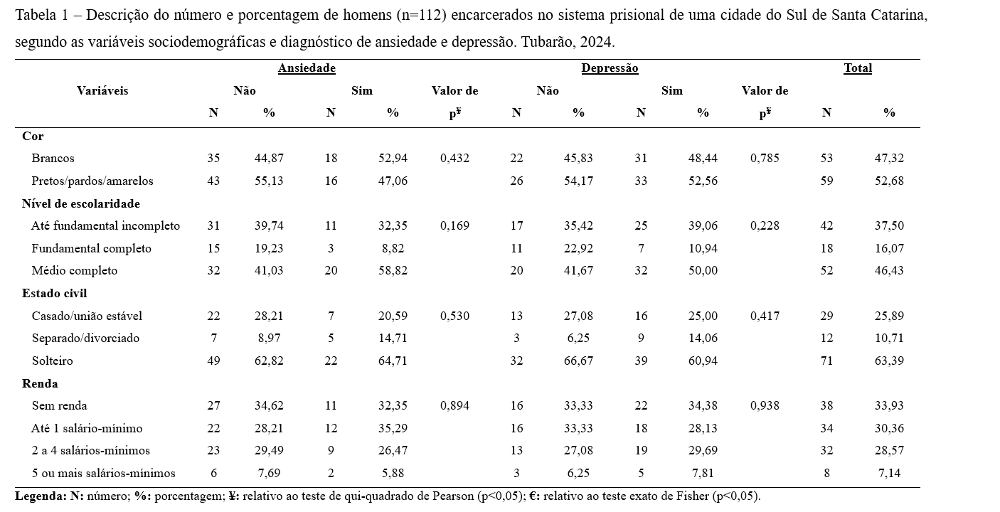 Tabela 1 – Descrição do número e porcentagem de homens (n=112) encarcerados no sistema prisional de uma cidade do Sul de Santa Catarina,
segundo as variáveis sociodemográficas e diagnóstico de ansiedade e depressão. Tubarão, 2024.
Ansiedade Depressão Total
Variáveis Não Sim Valor de Não Sim Valor de
N % N % p¥ N % N % p¥ N %
Cor
Brancos 35 44,87 18 52,94 0,432 22 45,83 31 48,44 0,785 53 47,32
Pretos/pardos/amarelos 43 55,13 16 47,06 26 54,17 33 52,56 59 52,68
Nível de escolaridade
Até fundamental incompleto 31 39,74 11 32,35 0,169 17 35,42 25 39,06 0,228 42 37,50
Fundamental completo 15 19,23 3 8,82 11 22,92 7 10,94 18 16,07
Médio completo 32 41,03 20 58,82 20 41,67 32 50,00 52 46,43
Estado civil
Casado/união estável 22 28,21 7 20,59 0,530 13 27,08 16 25,00 0,417 29 25,89
Separado/divorciado 7 8,97 5 14,71 3 6,25 9 14,06 12 10,71
Solteiro 49 62,82 22 64,71 32 66,67 39 60,94 71 63,39
Renda
Sem renda 27 34,62 11 32,35 0,894 16 33,33 22 34,38 0,938 38 33,93
Até 1 salário-mínimo 22 28,21 12 35,29 16 33,33 18 28,13 34 30,36
2 a 4 salários-mínimos 23 29,49 9 26,47 13 27,08 19 29,69 32 28,57
5 ou mais salários-mínimos 6 7,69 2 5,88 3 6,25 5 7,81 8 7,14
Legenda: N: número; %: porcentagem; ¥: relativo ao teste de qui-quadrado de Pearson (p<0,05); €: relativo ao teste exato de Fisher (p<0,05).